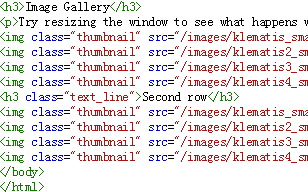 <h3>Image Gallery</h3>
<p>Try resizing the window to see what happens
<img class="thumbnail" src="/images/klematis_sma
<img class="thumbnail" src="/images/klematis2_sm
<img class="thumbnail" src="/images/klematis3_sm
<img class="thumbnail" src="/images/klematis4_sm
<h3 class="text_line">Second row</h3>
<img class="thumbnail" src="/images/klematis_sma
<img class="thumbnail" src="/images/klematis2_sm
<img class="thumbnail" src="/images/klematis3_sm
<img class="thumbnail" src="/images/klematis4_sm
</body>
</html>